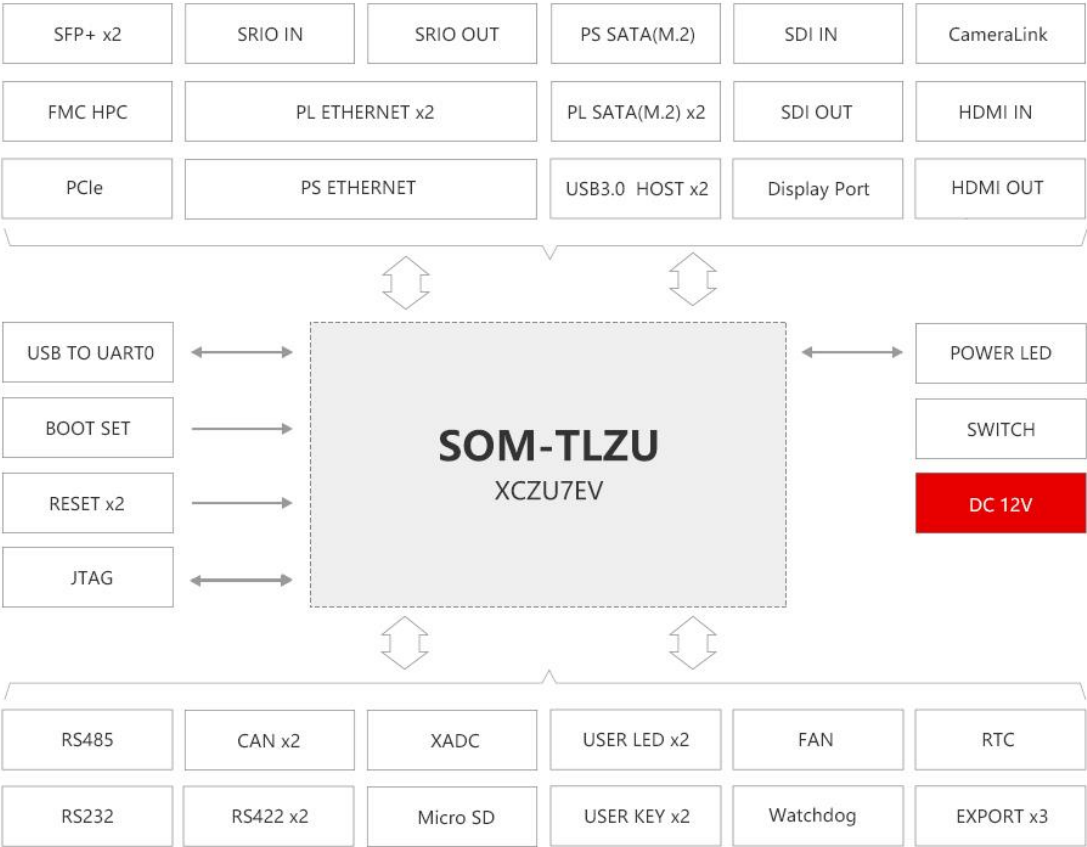 SFP+ x2
SRIO IN
SRIO OUT
PS SATA(M.2)
SDI IN
CameraLink
FMC HPC
PL ETHERNET x2
PL SATA(M.2) x2
SDI OUT
HDMI IN
PCle
PS ETHERNET
USB3.0 HOST x2
Display Port
HDMI OUT
USB TO UART0
BOOT SET
RESET x2
JTAG
SOM-TLZU
XCZU7EV
POWER LED
SWITCH
DC 12V
RS485
CAN x2
XADC
USER LED x2
FAN
RTC
RS232
RS422 x2
Micro SD
USER KEY x2
Watchdog
EXPORT x3